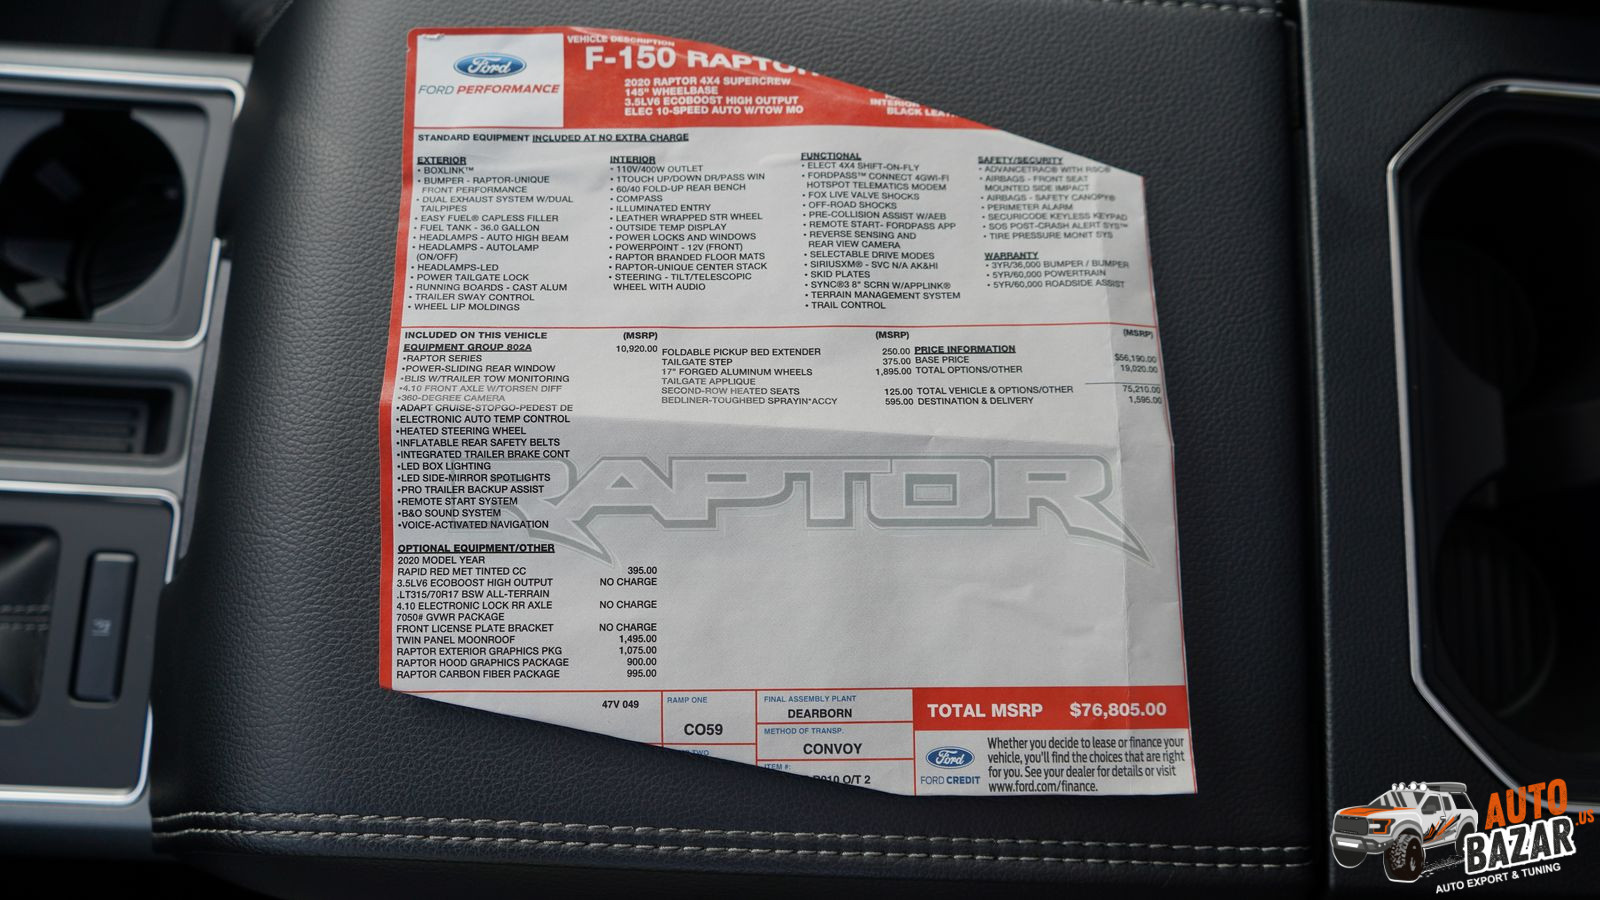 Ford
FORD PERFORMANCE
VEHICLE DESCRIPTION
F-150 RAPTOR
2020 RAPTOR 4X4 SUPERCREW
145" WHEELBASE
3.5LV6 ECOBOOST HIGH OUTPUT
ELEC 10-SPEED AUTO W/TOW MO
INTERIOR
BLACK LEAT
STANDARD EQUIPMENT INCLUDED AT NO EXTRA CHARGE
EXTERIOR
• BOXLINK™
• BUMPER - RAPTOR-UNIQUE
FRONT PERFORMANCE
• DUAL EXHAUST SYSTEM W/DUAL
TAILPIPES
• EASY FUEL® CAPLESS FILLER
• FUEL TANK - 36.0 GALLON
• HEADLAMPS - AUTO HIGH BEAM
• HEADLAMPS - AUTOLAMP
(ON/OFF)
• HEADLAMPS-LED
• POWER TAILGATE LOCK
• RUNNING BOARDS - CAST ALUM
• TRAILER SWAY CONTROL
• WHEEL LIP MOLDINGS
INTERIOR
• 110V/400W OUTLET
• 1TOUCH UP/DOWN DR/PASS WIN
• 60/40 FOLD-UP REAR BENCH
• COMPASS
• ILLUMINATED ENTRY
• LEATHER WRAPPED STR WHEEL
• OUTSIDE TEMP DISPLAY
• POWER LOCKS AND WINDOWS
• POWERPOINT - 12V (FRONT)
• RAPTOR BRANDED FLOOR MATS
• RAPTOR-UNIQUE CENTER STACK
• STEERING - TILT/TELESCOPIC
WHEEL WITH AUDIO
FUNCTIONAL
• ELECT 4X4 SHIFT-ON-FLY
• FORDPASS™ CONNECT 4GWI-FI
HOTSPOT TELEMATICS MODEM
• FOX LIVE VALVE SHOCKS
• OFF-ROAD SHOCKS
• PRE-COLLISION ASSIST W/AEB
• REMOTE START- FORDPASS APP
• REVERSE SENSING AND
REAR VIEW CAMERA
• SELECTABLE DRIVE MODES
• SIRIUSXM® - SVC N/A AK&HI
• SKID PLATES
• SYNC®3 8" SCRN W/APPLINK®
• TERRAIN MANAGEMENT SYSTEM
• TRAIL CONTROL
SAFETY/SECURITY
• ADVANCETRAC® WITH RSC®
• AIRBAGS - FRONT SEAT
MOUNTED SIDE IMPACT
• AIRBAGS - SAFETY CANOPY®
• PERIMETER ALARM
• SECURICODE KEYLESS KEYPAD
• SOS POST-CRASH ALERT SYS™
• TIRE PRESSURE MONIT SYS
WARRANTY
• 3YR/36,000 BUMPER / BUMPER
• 5YR/60,000 POWERTRAIN
• 5YR/60,000 ROADSIDE ASSIST
INCLUDED ON THIS VEHICLE (MSRP)
EQUIPMENT GROUP 802A 10,920.00
•RAPTOR SERIES
•POWER-SLIDING REAR WINDOW
•BLIS W/TRAILER TOW MONITORING
•4.10 FRONT AXLE W/TORSEN DIFF
•360-DEGREE CAMERA
•ADAPT CRUISE-STOPGO-PEDEST DE
•ELECTRONIC AUTO TEMP CONTROL
•HEATED STEERING WHEEL
•INFLATABLE REAR SAFETY BELTS
•INTEGRATED TRAILER BRAKE CONT
•LED BOX LIGHTING
•LED SIDE-MIRROR SPOTLIGHTS
•PRO TRAILER BACKUP ASSIST
•REMOTE START SYSTEM
•B&O SOUND SYSTEM
•VOICE-ACTIVATED NAVIGATION
OPTIONAL EQUIPMENT/OTHER
2020 MODEL YEAR
RAPID RED MET TINTED CC 395.00
3.5LV6 ECOBOOST HIGH OUTPUT NO CHARGE
.LT315/70R17 BSW ALL-TERRAIN
4.10 ELECTRONIC LOCK RR AXLE NO CHARGE
7050# GVWR PACKAGE
FRONT LICENSE PLATE BRACKET NO CHARGE
TWIN PANEL MOONROOF 1,495.00
RAPTOR EXTERIOR GRAPHICS PKG 1,075.00
RAPTOR HOOD GRAPHICS PACKAGE 900.00
RAPTOR CARBON FIBER PACKAGE 995.00
(MSRP)
FOLDABLE PICKUP BED EXTENDER 250.00
TAILGATE STEP 375.00
17" FORGED ALUMINUM WHEELS 1,895.00
TAILGATE APPLIQUE
SECOND-ROW HEATED SEATS 125.00
BEDLINER-TOUGHBED SPRAYIN*ACCY 595.00
(MSRP)
PRICE INFORMATION
BASE PRICE $56,190.00
TOTAL OPTIONS/OTHER 19,020.00
TOTAL VEHICLE & OPTIONS/OTHER 75,210.00
DESTINATION & DELIVERY 1,595.00
RAPTOR
47V 049
RAMP ONE
CO59
TWO
FINAL ASSEMBLY PLANT
DEARBORN
METHOD OF TRANSP.
CONVOY
ITEM #:
O/T 2
TOTAL MSRP $76,805.00
Ford
FORD CREDIT
Whether you decide to lease or finance your
vehicle, you'll find the choices that are right
for you. See your dealer for details or visit
www.ford.com/finance.
AUTO
BAZAR.US
AUTO EXPORT & TUNING